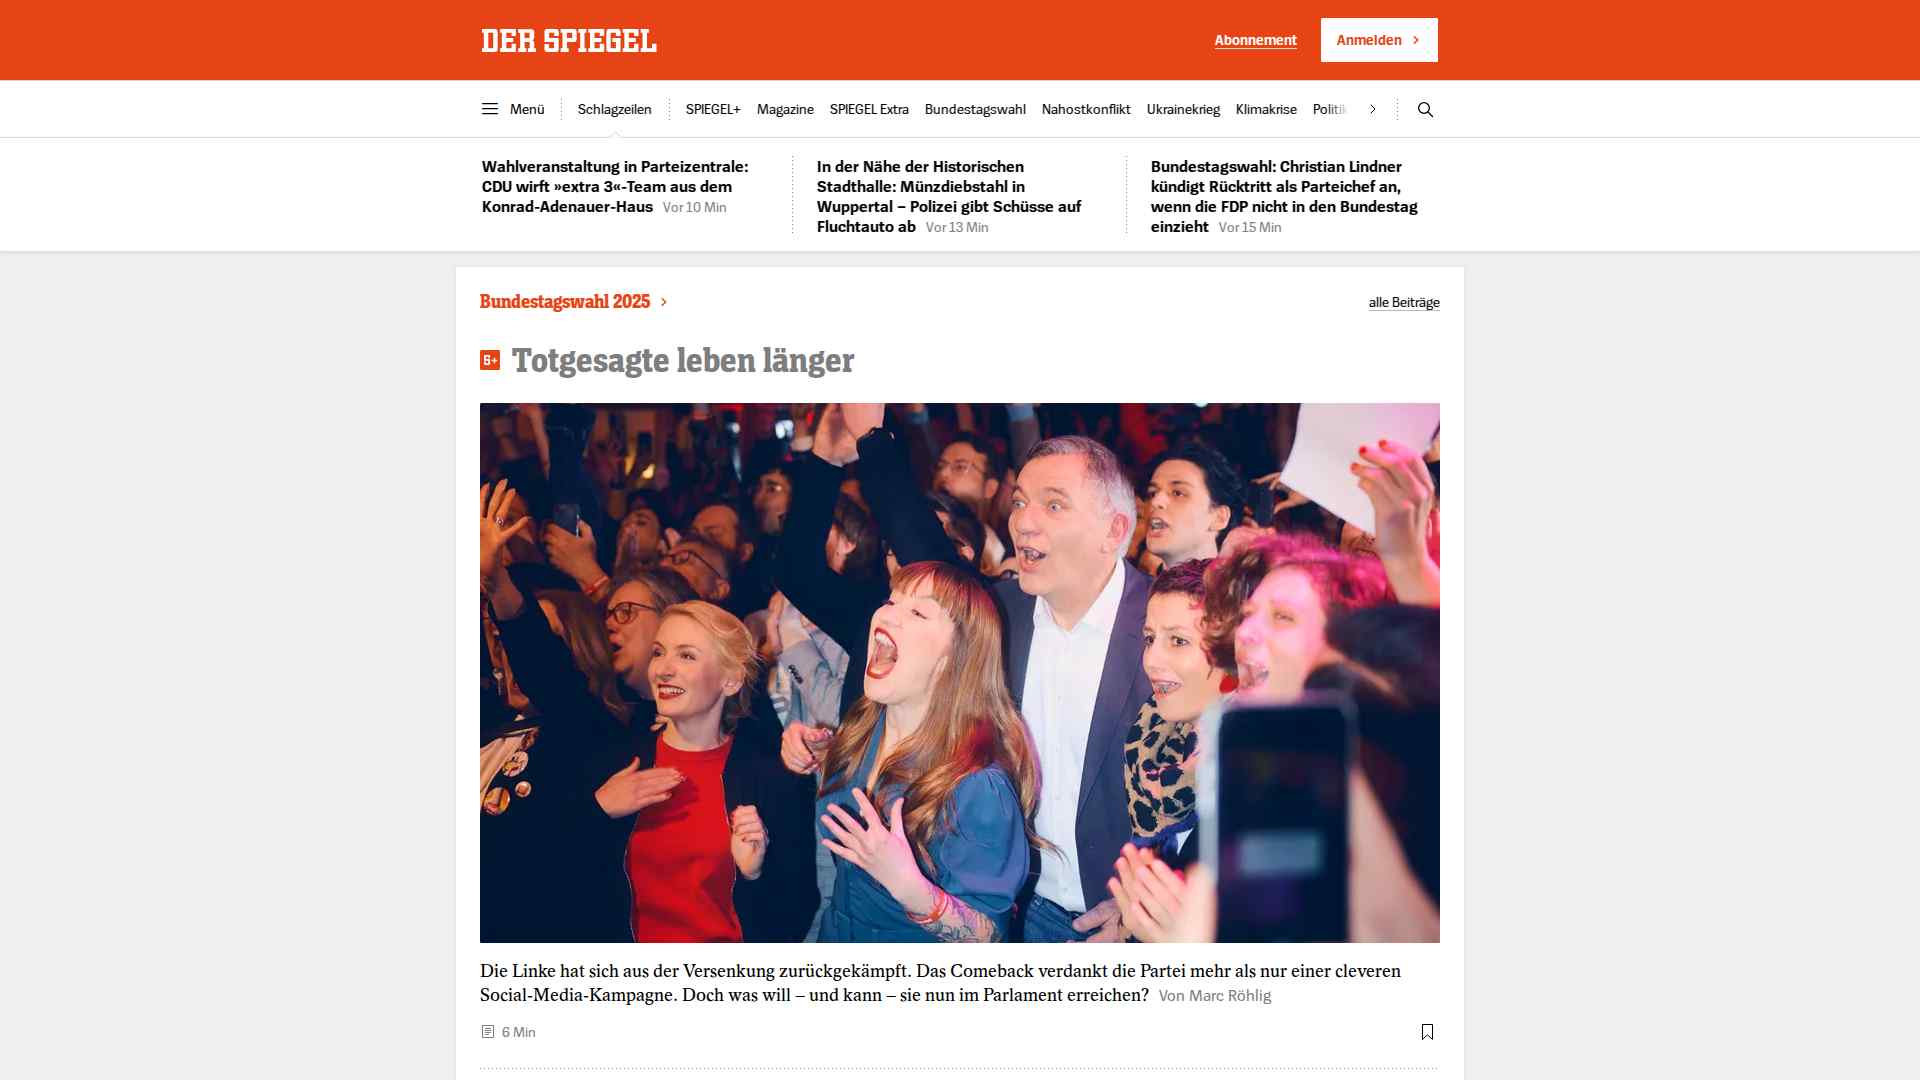 DER SPIEGEL
Abonnement
Anmelden
Menü
Schlagzeilen
SPIEGEL+
Magazine
SPIEGEL Extra
Bundestagswahl
Nahostkonflikt
Ukrainekrieg
Klimakrise
Politik
Wahlveranstaltung in Parteizentrale:
CDU wirft »extra 3«-Team aus dem
Konrad-Adenauer-Haus Vor 10 Min
In der Nähe der Historischen
Stadthalle: Münzdiebstahl in
Wuppertal – Polizei gibt Schüsse auf
Fluchtauto ab Vor 13 Min
Bundestagswahl: Christian Lindner
kündigt Rücktritt als Parteichef an,
wenn die FDP nicht in den Bundestag
einzieht Vor 15 Min
Bundestagswahl 2025
alle Beiträge
S+ Totgesagte leben länger
Die Linke hat sich aus der Versenkung zurückgekämpft. Das Comeback verdankt die Partei mehr als nur einer cleveren
Social-Media-Kampagne. Doch was will – und kann – sie nun im Parlament erreichen? Von Marc Röhlig
6 Min